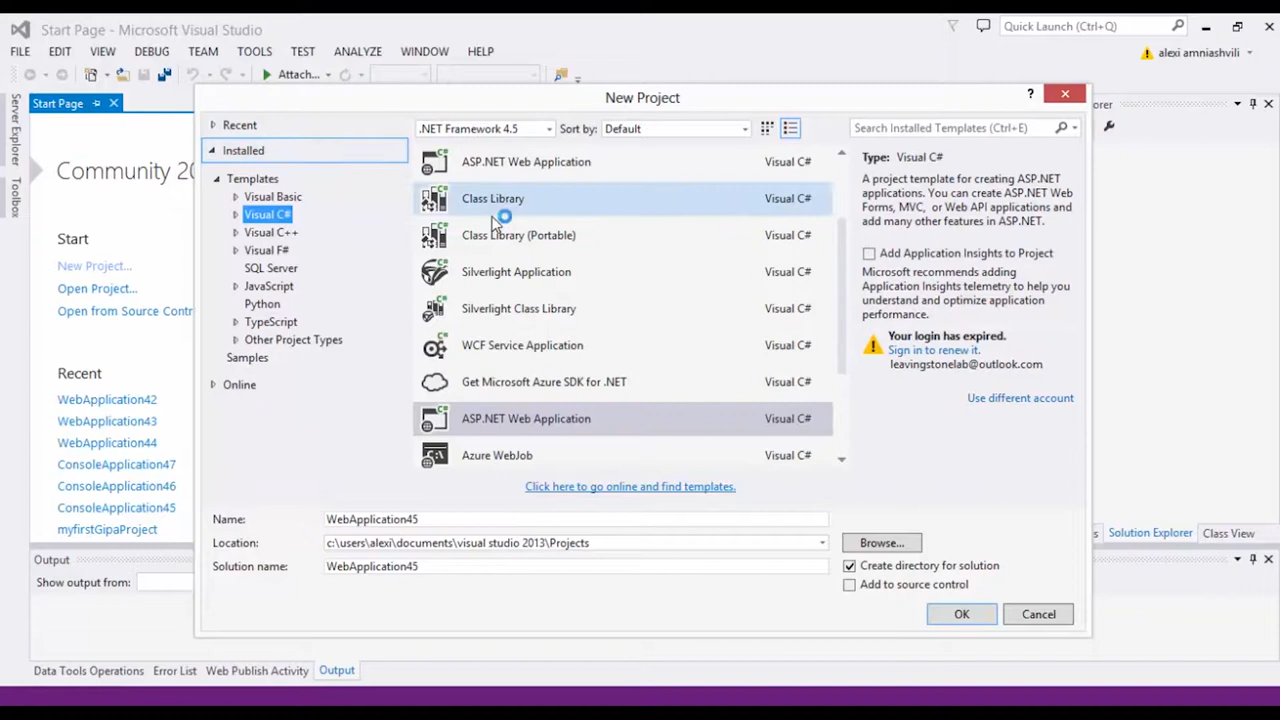 Start Page - Microsoft Visual Studio
Quick Launch (Ctrl+Q)
FILE EDIT VIEW DEBUG TEAM TOOLS TEST ANALYZE WINDOW HELP
alexi amniashvili
Attach...
Server Explorer
Toolbox
Start Page
Community 20
Start
New Project...
Open Project...
Open from Source Contr
Recent
WebApplication42
WebApplication43
WebApplication44
ConsoleApplication47
ConsoleApplication46
ConsoleApplication45
myfirstGipaProject
New Project
?
Recent
Installed
Templates
Visual Basic
Visual C#
Visual C++
Visual F#
SQL Server
JavaScript
Python
TypeScript
Other Project Types
Samples
Online
.NET Framework 4.5
Sort by: Default
Search Installed Templates (Ctrl+E)
ASP.NET Web Application Visual C#
Class Library Visual C#
Class Library (Portable) Visual C#
Silverlight Application Visual C#
Silverlight Class Library Visual C#
WCF Service Application Visual C#
Get Microsoft Azure SDK for .NET Visual C#
ASP.NET Web Application Visual C#
Azure WebJob Visual C#
Click here to go online and find templates.
Type: Visual C#
A project template for creating ASP.NET
applications. You can create ASP.NET Web
Forms, MVC, or Web API applications and
add many other features in ASP.NET.
Add Application Insights to Project
Microsoft recommends adding
Application Insights telemetry to help you
understand and optimize application
performance.
Your login has expired.
Sign in to renew it.
leavingstonelab@outlook.com
Use different account
Name: WebApplication45
Location: c:\users\alexi\documents\visual studio 2013\Projects
Browse...
Solution name: WebApplication45
Create directory for solution
Add to source control
OK Cancel
orer
s Solution Explorer Class View
Output
Show output from:
Data Tools Operations Error List Web Publish Activity Output